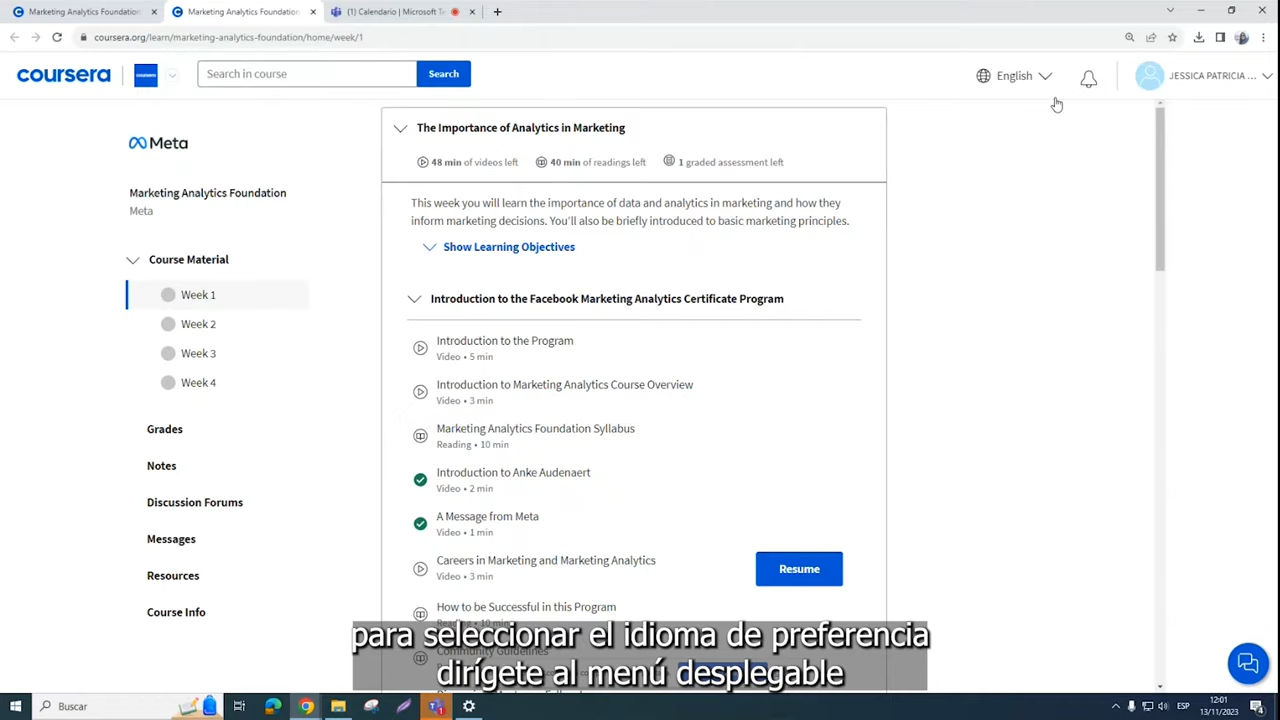 Marketing Analytics Foundation
Marketing Analytics Foundation
(1) Calendario | Microsoft Te
coursera.org/learn/marketing-analytics-foundation/home/week/1
coursera
coursera
Search in course
Search
English
JESSICA PATRICIA ...
Meta
Marketing Analytics Foundation
Meta
Course Material
Week 1
Week 2
Week 3
Week 4
Grades
Notes
Discussion Forums
Messages
Resources
Course Info
The Importance of Analytics in Marketing
48 min of videos left
40 min of readings left
1 graded assessment left
This week you will learn the importance of data and analytics in marketing and how they
inform marketing decisions. You'll also be briefly introduced to basic marketing principles.
Show Learning Objectives
Introduction to the Facebook Marketing Analytics Certificate Program
Introduction to the Program
Video • 5 min
Introduction to Marketing Analytics Course Overview
Video • 3 min
Marketing Analytics Foundation Syllabus
Reading • 10 min
Introduction to Anke Audenaert
Video • 2 min
A Message from Meta
Video • 1 min
Careers in Marketing and Marketing Analytics
Video • 3 min
Resume
How to be Successful in this Program
Reading • 10 min
Community Guidelines
para seleccionar el idioma de preferencia
dirígete al menú desplegable
Buscar
ESP
12:01
13/11/2023
4